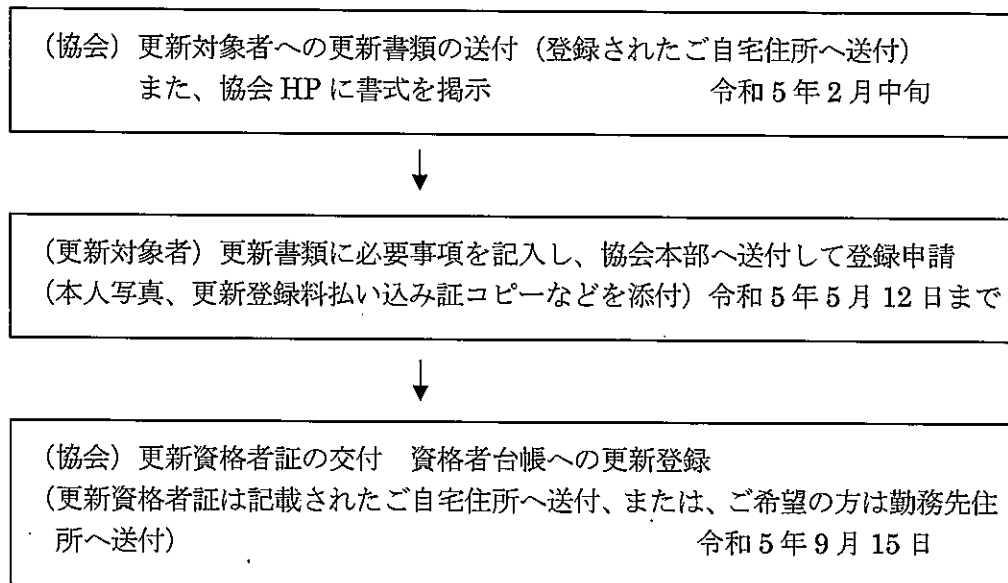 (協会) 更新対象者への更新書類の送付 (登録されたご自宅住所へ送付)
また、協会 HP に書式を掲示 令和 5 年 2 月中旬
(更新対象者) 更新書類に必要事項を記入し、協会本部へ送付して登録申請
(本人写真、更新登録料払い込み証コピーなどを添付) 令和 5 年 5 月 12 日まで
(協会) 更新資格者証の交付 資格者台帳への更新登録
(更新資格者証は記載されたご自宅住所へ送付、または、ご希望の方は勤務先住
所へ送付) 令和 5 年 9 月 15 日